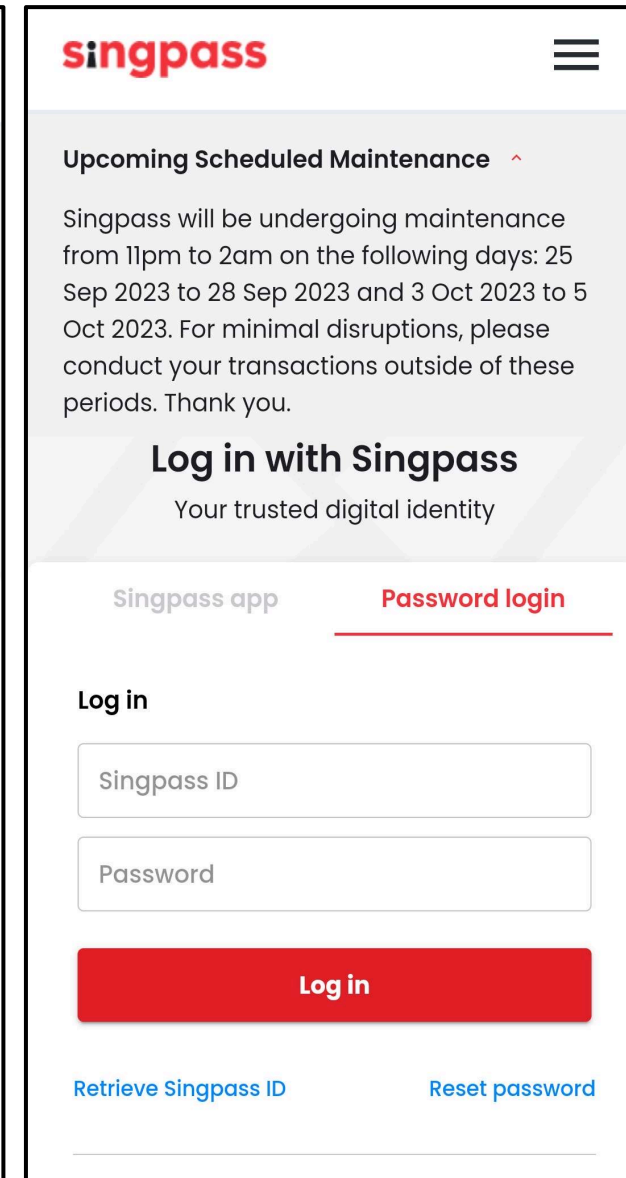 singpass
Upcoming Scheduled Maintenance
Singpass will be undergoing maintenance
from 11pm to 2am on the following days: 25
Sep 2023 to 28 Sep 2023 and 3 Oct 2023 to 5
Oct 2023. For minimal disruptions, please
conduct your transactions outside of these
periods. Thank you.
Log in with Singpass
Your trusted digital identity
Singpass app Password login
Log in
Singpass ID
Password
Log in
Retrieve Singpass ID Reset password